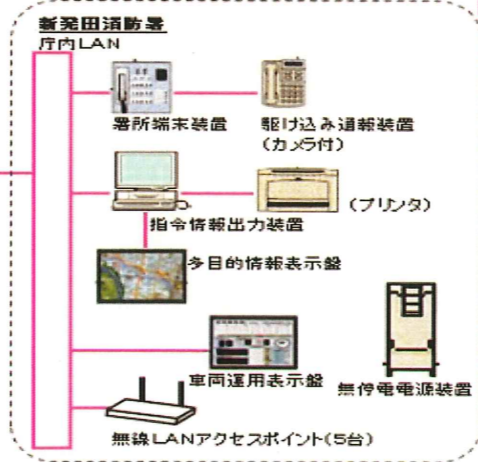 新発田消防署
庁内LAN
署所端末装置
駆け込み通報装置
(カメラ付)
(プリンタ)
指令情報出力装置
多目的情報表示盤
車両運用表示盤
無停電電源装置
無線LANアクセスポイント(5台)